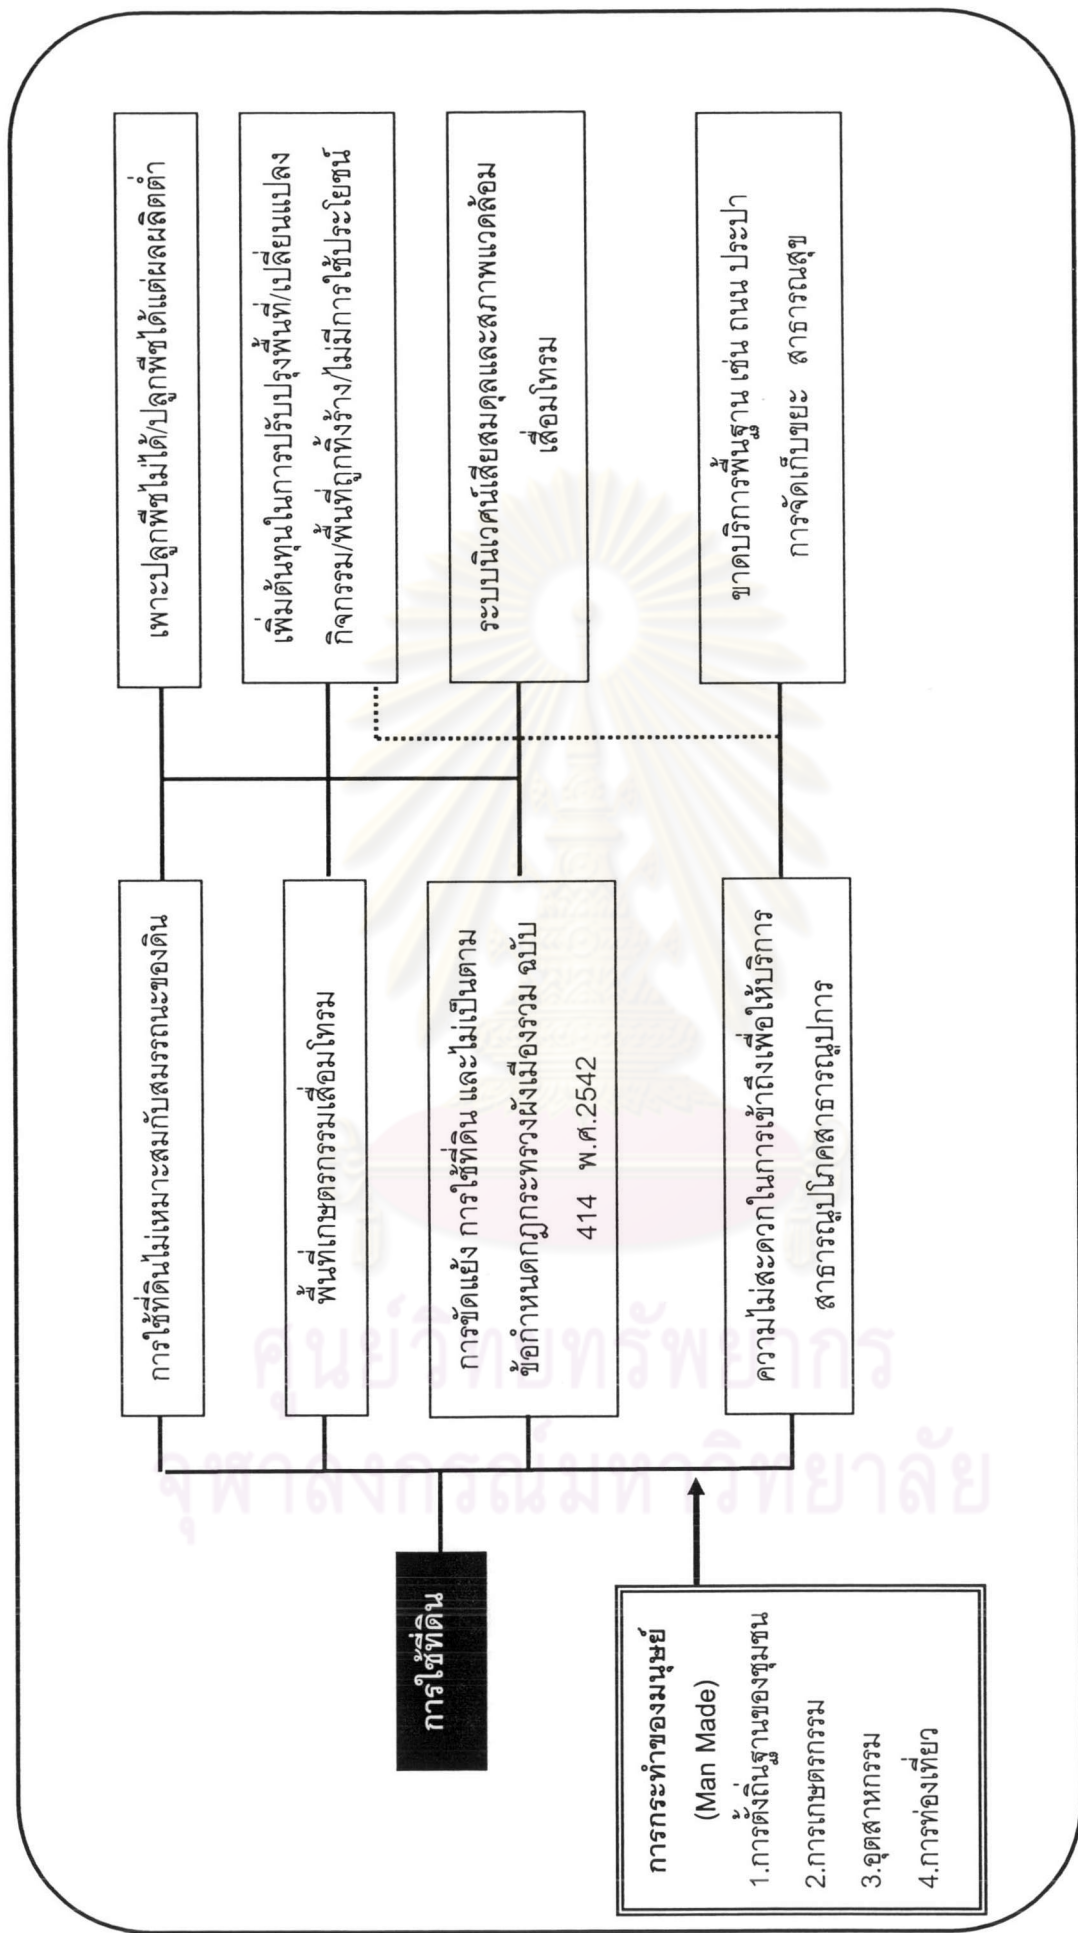 การใช้ที่ดิน
การกระทำของมนุษย์
(Man Made)
1.การตั้งถิ่นฐานของชุมชน
2.การเกษตรกรรม
3.อุตสาหกรรม
4.การท่องเที่ยว
การใช้ที่ดินไม่เหมาะสมกับสมรรถนะของดิน
พื้นที่เกษตรกรรมเสื่อมโทรม
การขัดแย้ง การใช้ที่ดิน และไม่เป็นตาม
ข้อกำหนดกฎกระทรวงผังเมืองรวม ฉบับ
414 พ.ศ.2542
ความไม่สะดวกในการเข้าถึงเพื่อให้บริการ
สาธารณูปโภคสาธารณูปการ
เพาะปลูกพืชไม่ได้/ปลูกพืชได้แต่ผลผลิตต่ำ
เพิ่มต้นทุนในการปรับปรุงพื้นที่/เปลี่ยนแปลง
กิจกรรม/พื้นที่ถูกทิ้งร้าง/ไม่มีการใช้ประโยชน์
ระบบนิเวศน์เสียสมดุลและสภาพแวดล้อม
เสื่อมโทรม
ขาดบริการพื้นฐาน เช่น ถนน ประปา
การจัดเก็บขยะ สาธารณสุข
ศูนย์วิทยทรัพยากร
จุฬาลงกรณ์มหาวิทยาลัย